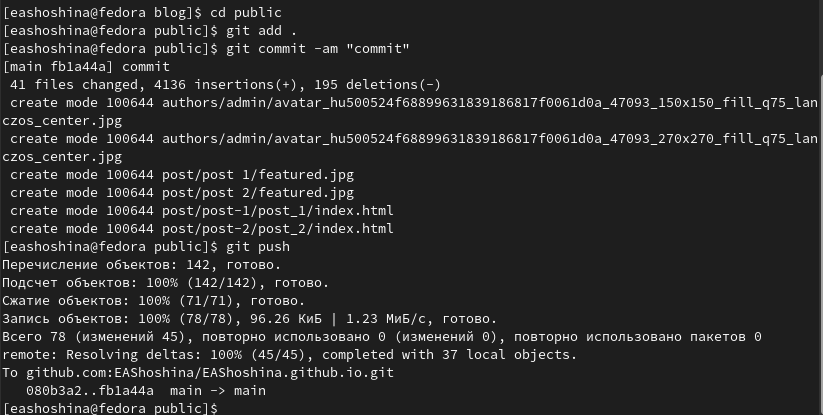 [eashoshina@fedora blog]$ cd public
[eashoshina@fedora public]$ git add .
[eashoshina@fedora public]$ git commit -am "commit"
[main fb1a44a] commit
 41 files changed, 4136 insertions(+), 195 deletions(-)
 create mode 100644 authors/admin/avatar_hu500524f68899631839186817f0061d0a_47093_150x150_fill_q75_lan
czos_center.jpg
 create mode 100644 authors/admin/avatar_hu500524f68899631839186817f0061d0a_47093_270x270_fill_q75_lan
czos_center.jpg
 create mode 100644 post/post 1/featured.jpg
 create mode 100644 post/post 2/featured.jpg
 create mode 100644 post/post-1/post_1/index.html
 create mode 100644 post/post-2/post_2/index.html
[eashoshina@fedora public]$ git push
Перечисление объектов: 142, готово.
Подсчет объектов: 100% (142/142), готово.
Сжатие объектов: 100% (71/71), готово.
Запись объектов: 100% (78/78), 96.26 КиБ | 1.23 МиБ/с, готово.
Всего 78 (изменений 45), повторно использовано 0 (изменений 0), повторно использовано пакетов 0
remote: Resolving deltas: 100% (45/45), completed with 37 local objects.
To github.com:EAShoshina/EAShoshina.github.io.git
   080b3a2..fb1a44a  main -> main
[eashoshina@fedora public]$